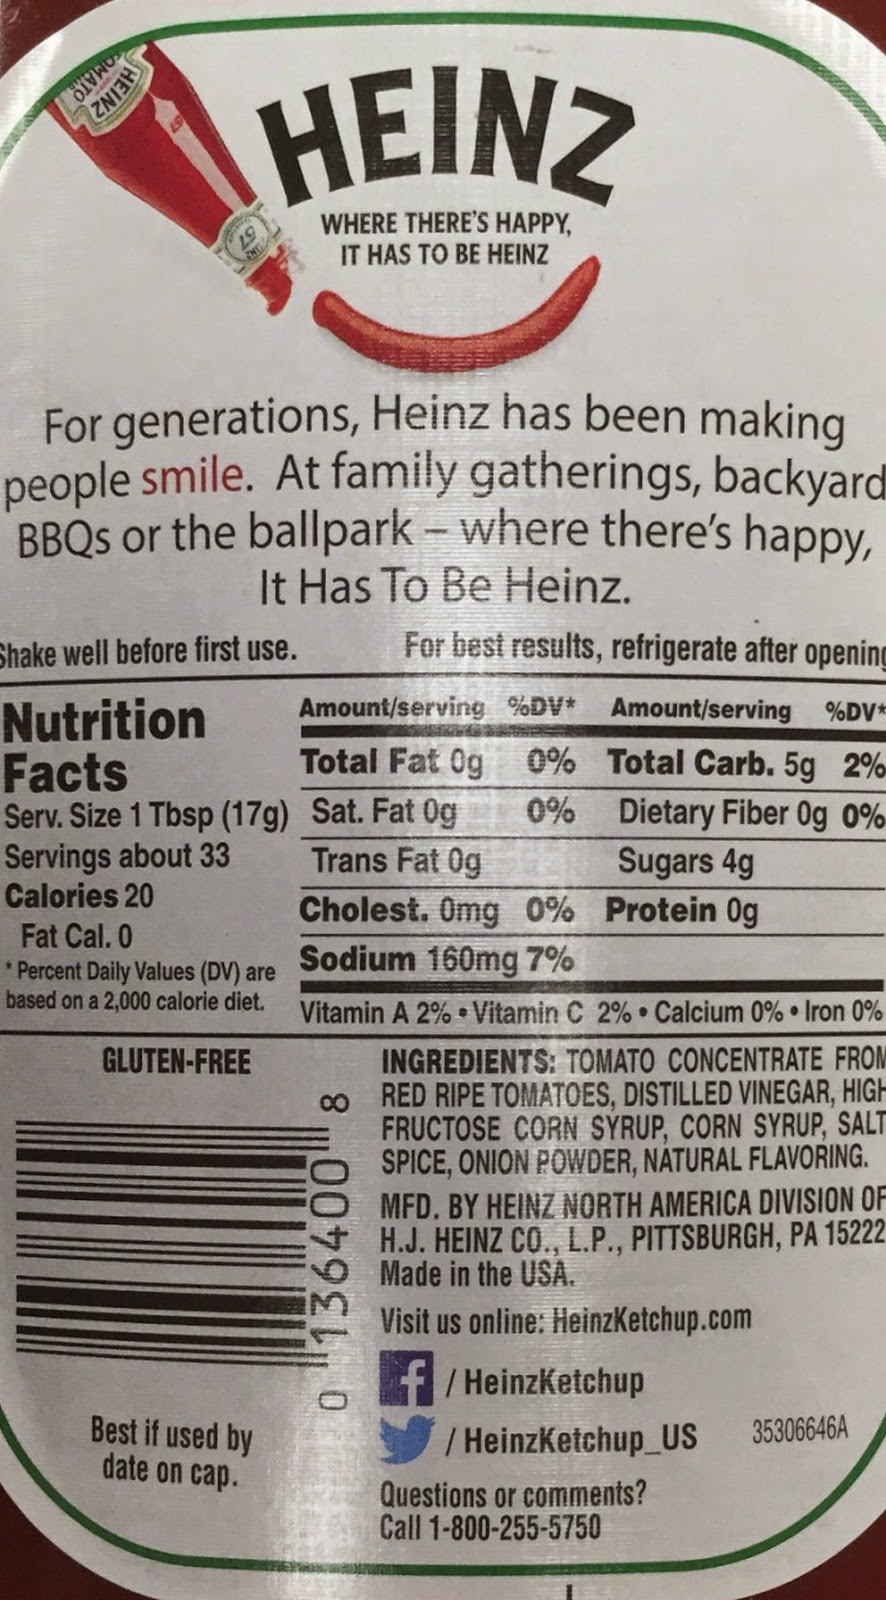 HEINZ
TOMATO
57
HEINZ
WHERE THERE'S HAPPY,
IT HAS TO BE HEINZ
For generations, Heinz has been making
people smile. At family gatherings, backyard
BBQs or the ballpark – where there's happy,
It Has To Be Heinz.
Shake well before first use. For best results, refrigerate after opening
Nutrition
Facts
Serv. Size 1 Tbsp (17g)
Servings about 33
Calories 20
Fat Cal. 0
* Percent Daily Values (DV) are
based on a 2,000 calorie diet.
Amount/serving %DV* Amount/serving %DV*
Total Fat 0g 0% Total Carb. 5g 2%
Sat. Fat 0g 0% Dietary Fiber 0g 0%
Trans Fat 0g Sugars 4g
Cholest. 0mg 0% Protein 0g
Sodium 160mg 7%
Vitamin A 2% • Vitamin C 2% • Calcium 0% • Iron 0%
GLUTEN-FREE
0 136400 8
Best if used by
date on cap.
INGREDIENTS: TOMATO CONCENTRATE FROM
RED RIPE TOMATOES, DISTILLED VINEGAR, HIGH
FRUCTOSE CORN SYRUP, CORN SYRUP, SALT
SPICE, ONION POWDER, NATURAL FLAVORING.
MFD. BY HEINZ NORTH AMERICA DIVISION OF
H.J. HEINZ CO., L.P., PITTSBURGH, PA 15222
Made in the USA.
Visit us online: HeinzKetchup.com
f / HeinzKetchup
/ HeinzKetchup_US
35306646A
Questions or comments?
Call 1-800-255-5750